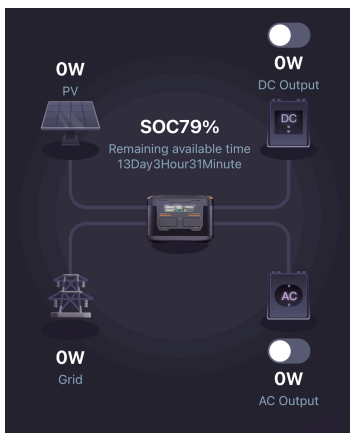 0W
PV
0W
DC Output
DC
SOC79%
Remaining available time
13Day3Hour31Minute
AC
0W
Grid
0W
AC Output